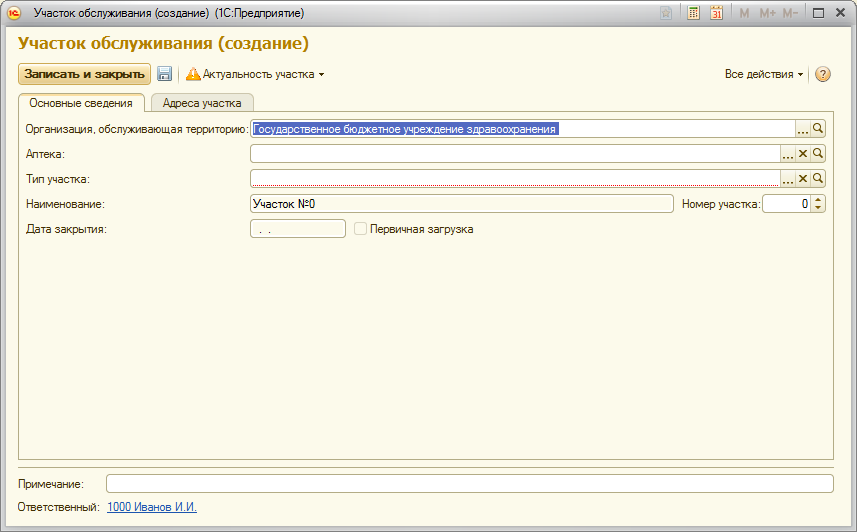 Участок обслуживания (создание) (1С:Предприятие)
M M+ M-
31
Участок обслуживания (создание)
Записать и закрыть Актуальность участка Все действия ?
Основные сведения Адреса участка
Организация, обслуживающая территорию: Государственное бюджетное учреждение здравоохранения ...
Аптека: ... X
Тип участка: ... X
Наименование: Участок №0 Номер участка: 0
Дата закрытия: . . Первичная загрузка
Примечание:
Ответственный: 1000 Иванов И.И.